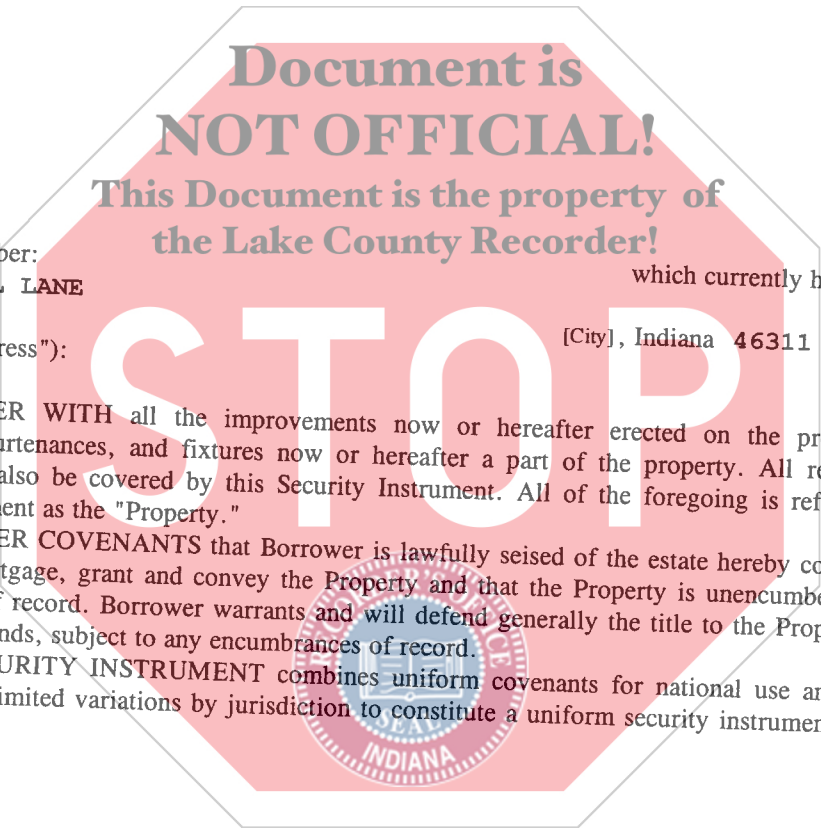 Document is
NOT OFFICIAL!
This Document is the property of
the Lake County Recorder!
ber:
which currently h
LANE
[City], Indiana 46311
ress"):
STOP
ER WITH all the improvements now or hereafter erected on the pr
urtenances, and fixtures now or hereafter a part of the property. All re
also be covered by this Security Instrument. All of the foregoing is ref
ent as the "Property."
ER COVENANTS that Borrower is lawfully seised of the estate hereby co
tgage, grant and convey the Property and that the Property is unencumbe
f record. Borrower warrants and will defend generally the title to the Prop
nds, subject to any encumbrances of record.
URITY INSTRUMENT combines uniform covenants for national use an
imited variations by jurisdiction to constitute a uniform security instrumen
RECORDER'S OFFICE
SEAL
INDIANA